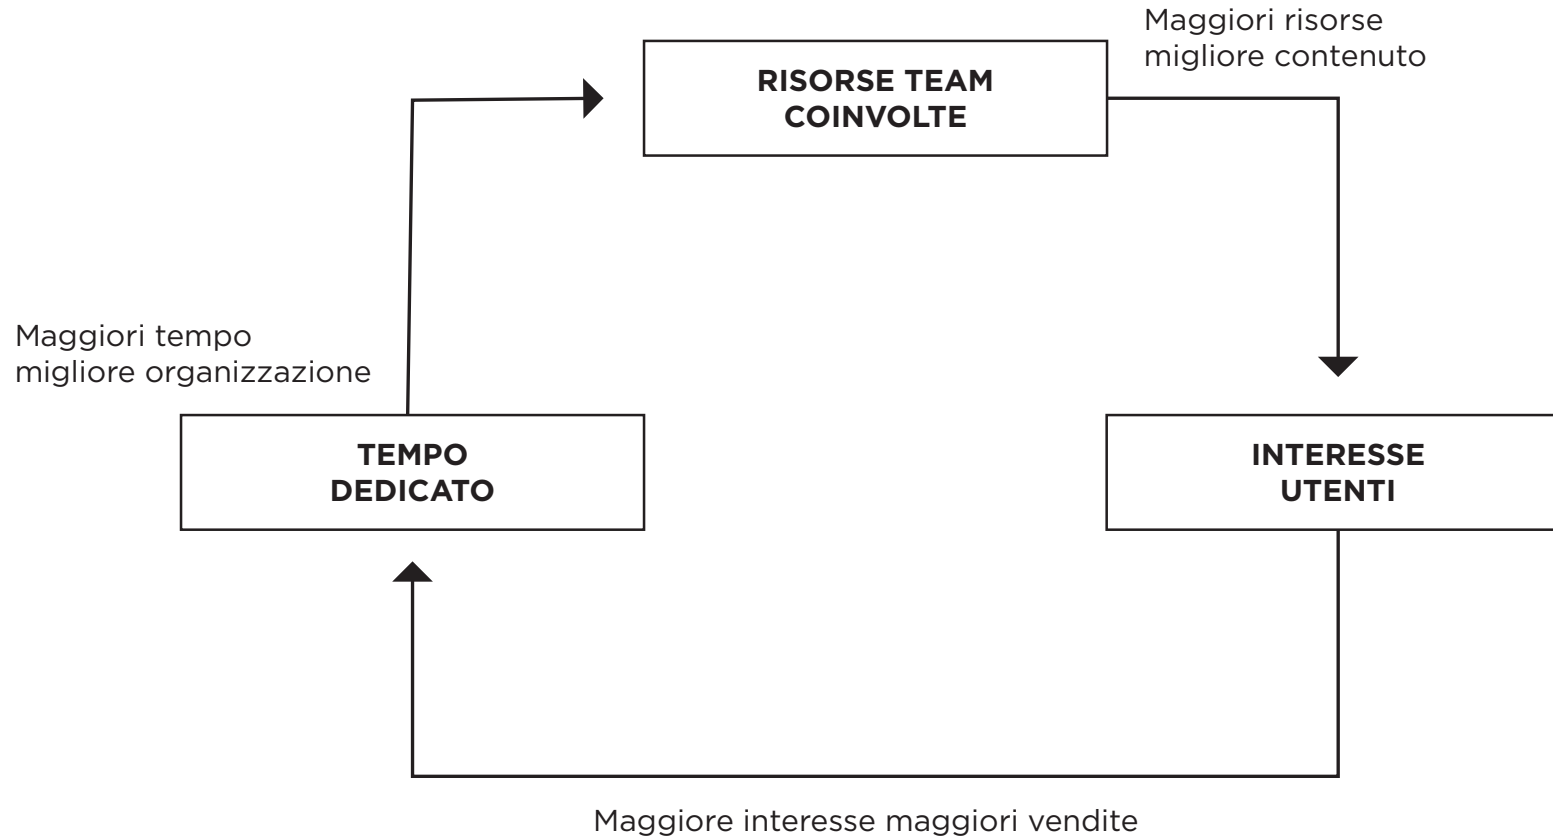 Maggiori risorse
migliore contenuto
RISORSE TEAM
COINVOLTE
Maggiori tempo
migliore organizzazione
TEMPO
DEDICATO
INTERESSE
UTENTI
Maggiore interesse maggiori vendite